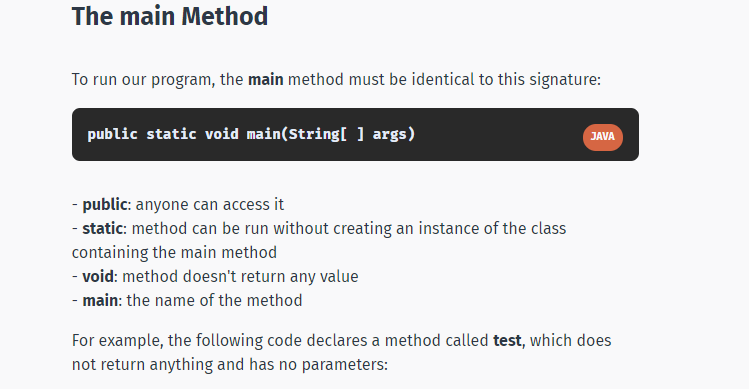 The main Method
To run our program, the main method must be identical to this signature:
public static void main(String[ ] args)
JAVA
- public: anyone can access it
- static: method can be run without creating an instance of the class
containing the main method
- void: method doesn't return any value
- main: the name of the method
For example, the following code declares a method called test, which does
not return anything and has no parameters: